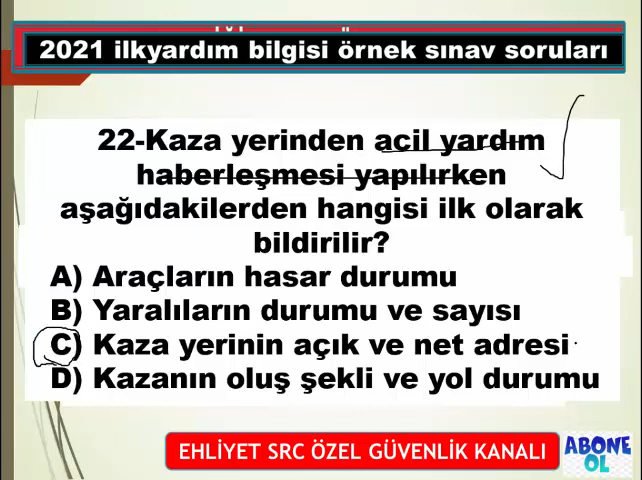 2021 ilkyardım bilgisi örnek sınav soruları
22-Kaza yerinden acil yardım
haberleşmesi yapılırken
aşağıdakilerden hangisi ilk olarak
bildirilir?
A) Araçların hasar durumu
B) Yaralıların durumu ve sayısı
C) Kaza yerinin açık ve net adresi
D) Kazanın oluş şekli ve yol durumu
EHLİYET SRC ÖZEL GÜVENLİK KANALI
ABONE
OL